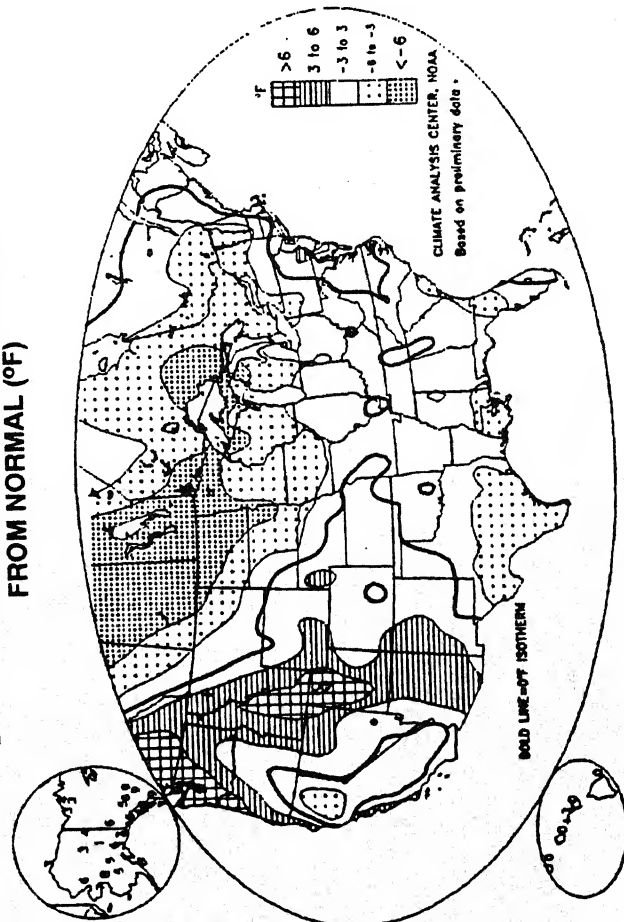 FROM NORMAL (ºF)
°F
>6
3 to 6
-3 to 3
-6 to -3
<-6
CLIMATE ANALYSIS CENTER, NOAA
Based on preliminary data.
BOLD LINE=0°F ISOTHERM